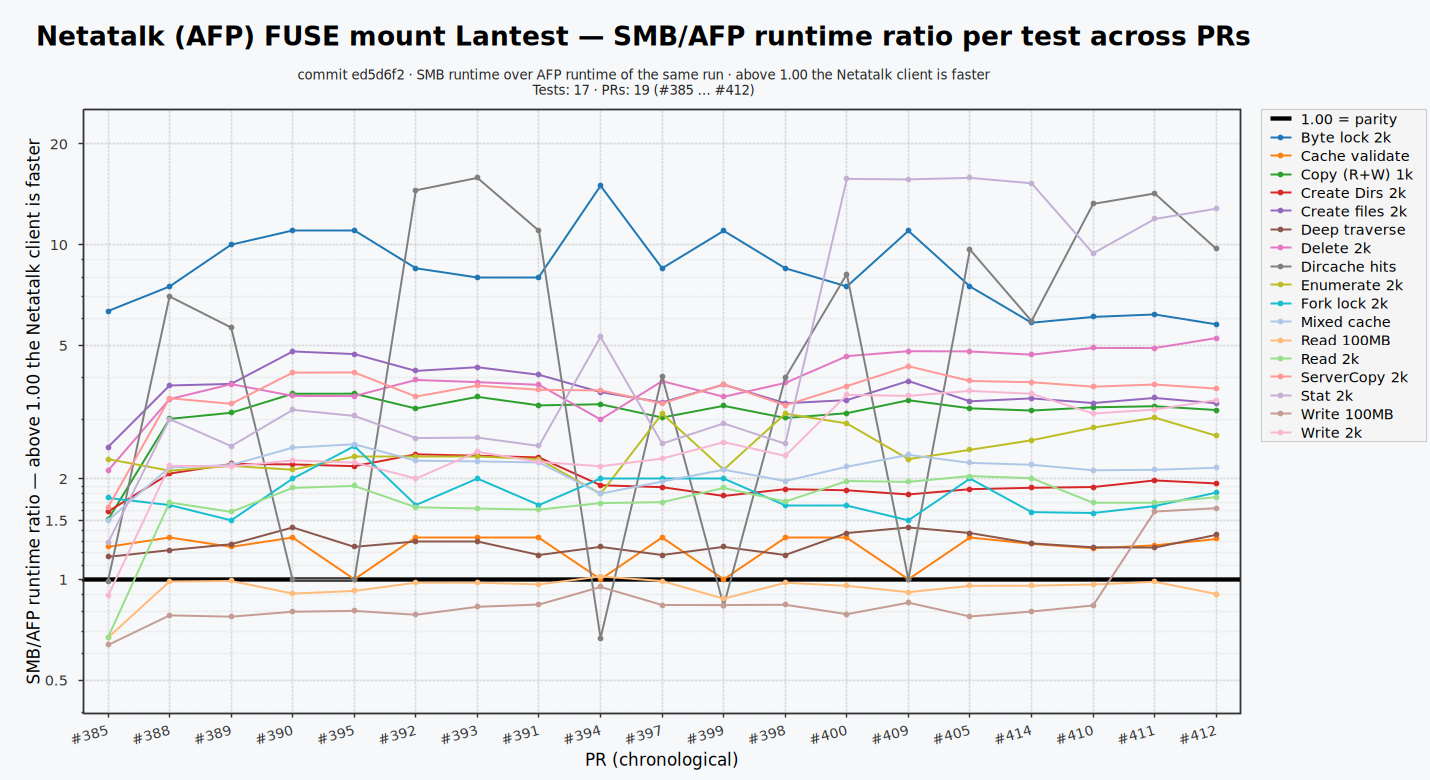 Netatalk (AFP) FUSE mount Lantest — SMB/AFP runtime ratio per test across PRs
commit ed5d6f2 · SMB runtime over AFP runtime of the same run · above 1.00 the Netatalk client is faster
Tests: 17 · PRs: 19 (#385 … #412)
SMB/AFP runtime ratio — above 1.00 the Netatalk client is faster
20
10
5
2
1.5
1
0.5
#385
#388
#389
#390
#395
#392
#393
#391
#394
#397
#399
#398
#400
#409
#405
#414
#410
#411
#412
PR (chronological)
1.00 = parity
Byte lock 2k
Cache validate
Copy (R+W) 1k
Create Dirs 2k
Create files 2k
Deep traverse
Delete 2k
Dircache hits
Enumerate 2k
Fork lock 2k
Mixed cache
Read 100MB
Read 2k
ServerCopy 2k
Stat 2k
Write 100MB
Write 2k